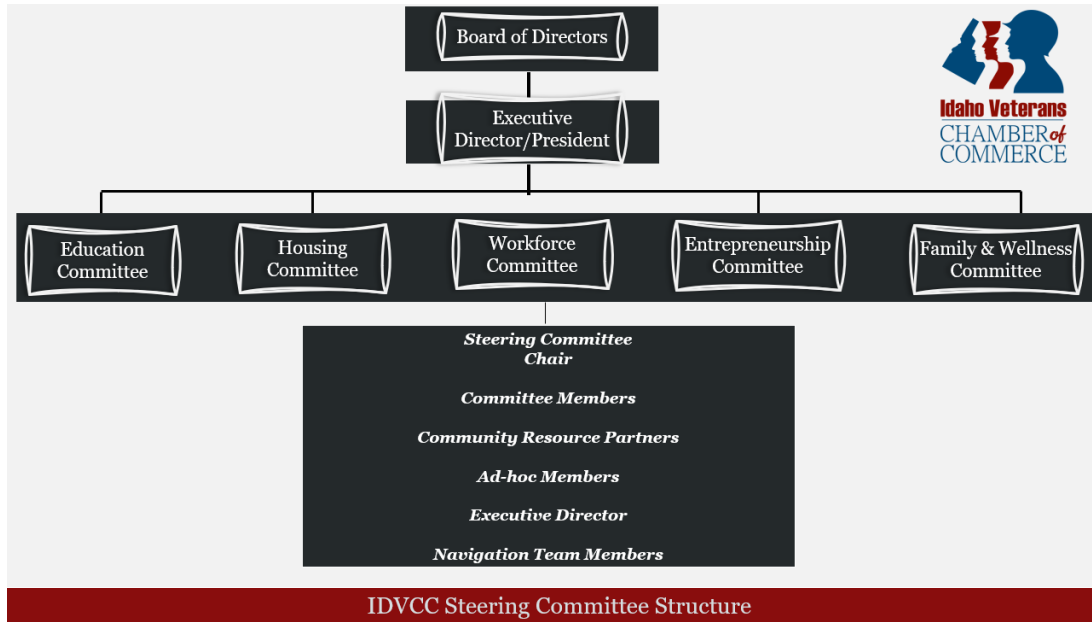 Board of Directors
Idaho Veterans
CHAMBER of
COMMERCE
Executive
Director/President
Education
Committee
Housing
Committee
Workforce
Committee
Entrepreneurship
Committee
Family & Wellness
Committee
Steering Committee
Chair
Committee Members
Community Resource Partners
Ad-hoc Members
Executive Director
Navigation Team Members
IDVCC Steering Committee Structure